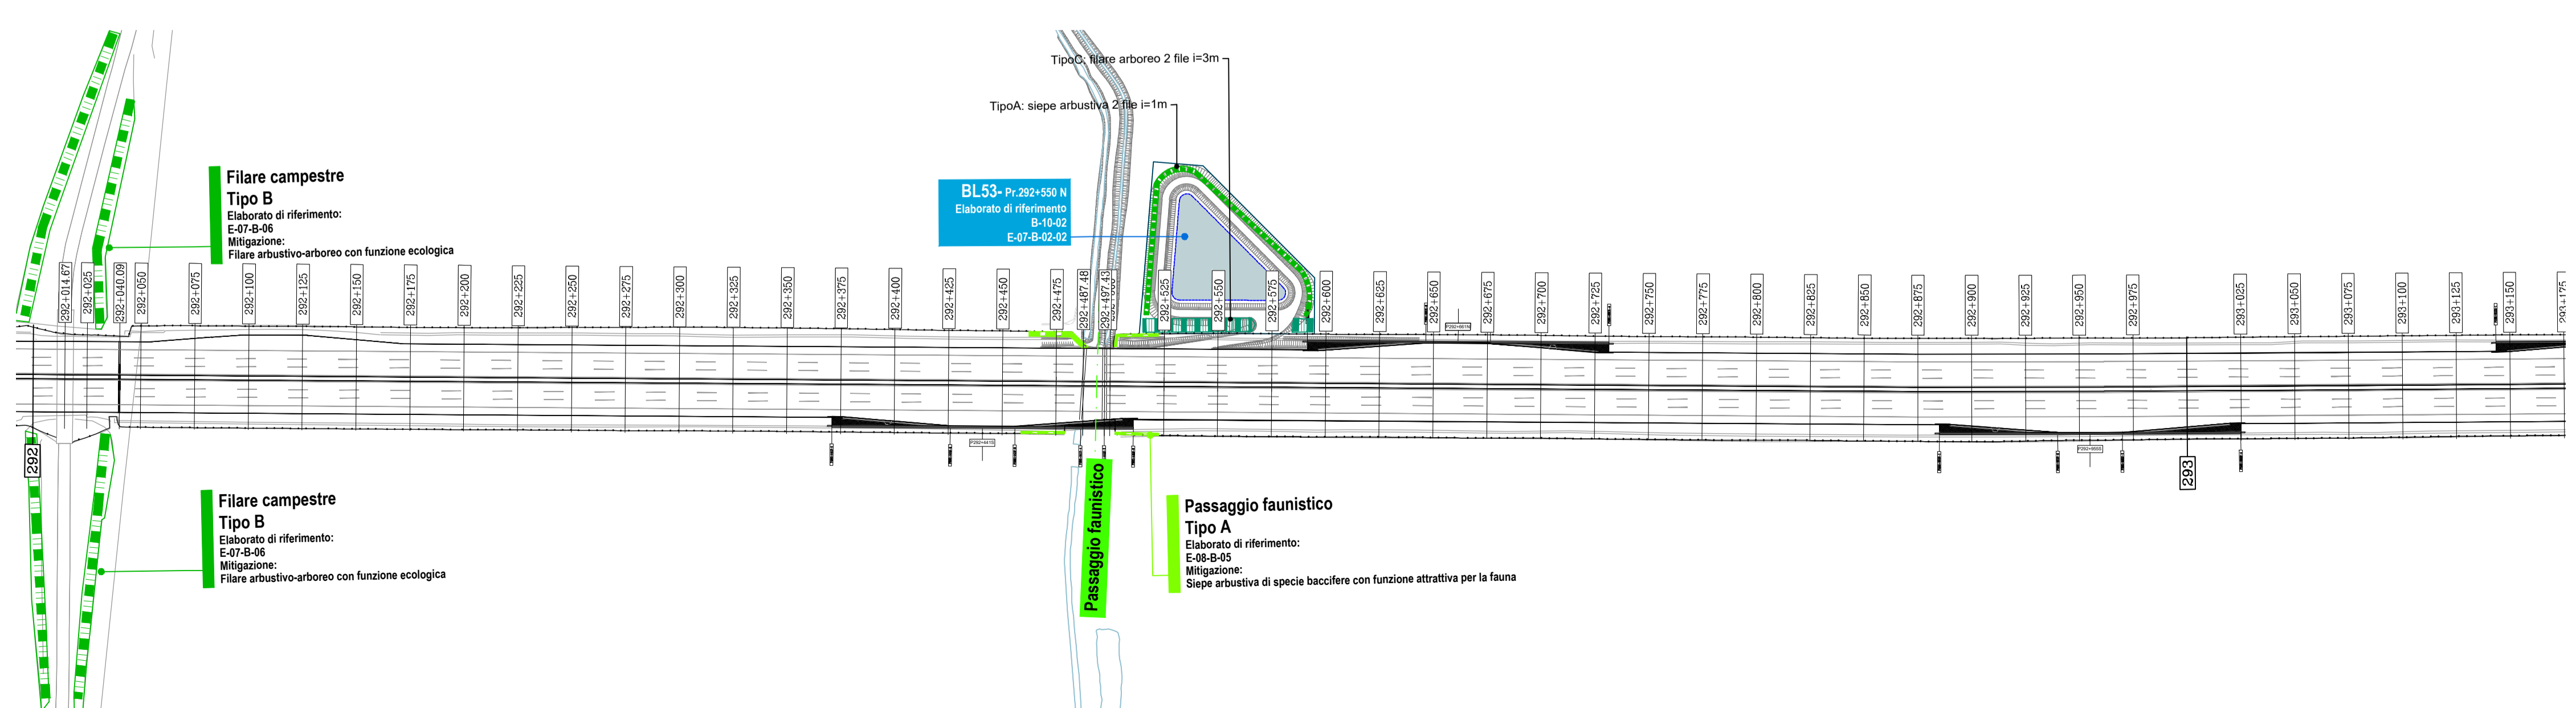 TipoC: filare arboreo 2 file i=3m
TipoA: siepe arbustiva 2 file i=1m
Filare campestre
Tipo B
Elaborato di riferimento:
E-07-B-06
Mitigazione:
Filare arbustivo-arboreo con funzione ecologica
BL53- Pr.292+550 N
Elaborato di riferimento
B-10-02
E-07-B-02-02
292+014.67
292+025
292+040.09
292+050
292+075
292+100
292+125
292+150
292+175
292+200
292+225
292+250
292+275
292+300
292+325
292+350
292+375
292+400
292+425
292+450
292+475
292+487.48
292+497.43
292+525
292+550
292+575
292+600
292+625
292+650
292+675
292+700
292+725
292+750
292+775
292+800
292+825
292+850
292+875
292+900
292+925
292+950
292+975
293+025
293+050
293+075
293+100
293+125
293+150
293+175
292
293
Passaggio faunistico
Filare campestre
Tipo B
Elaborato di riferimento:
E-07-B-06
Mitigazione:
Filare arbustivo-arboreo con funzione ecologica
Passaggio faunistico
Tipo A
Elaborato di riferimento:
E-08-B-05
Mitigazione:
Siepe arbustiva di specie baccifere con funzione attrattiva per la fauna